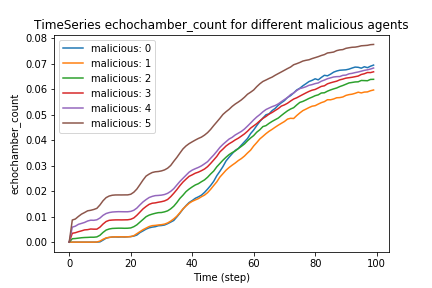 TimeSeries echochamber_count for different malicious agents
0.08
0.07
0.06
0.05
0.04
0.03
0.02
0.01
0.00
echochamber_count
malicious: 0
malicious: 1
malicious: 2
malicious: 3
malicious: 4
malicious: 5
0 20 40 60 80 100
Time (step)